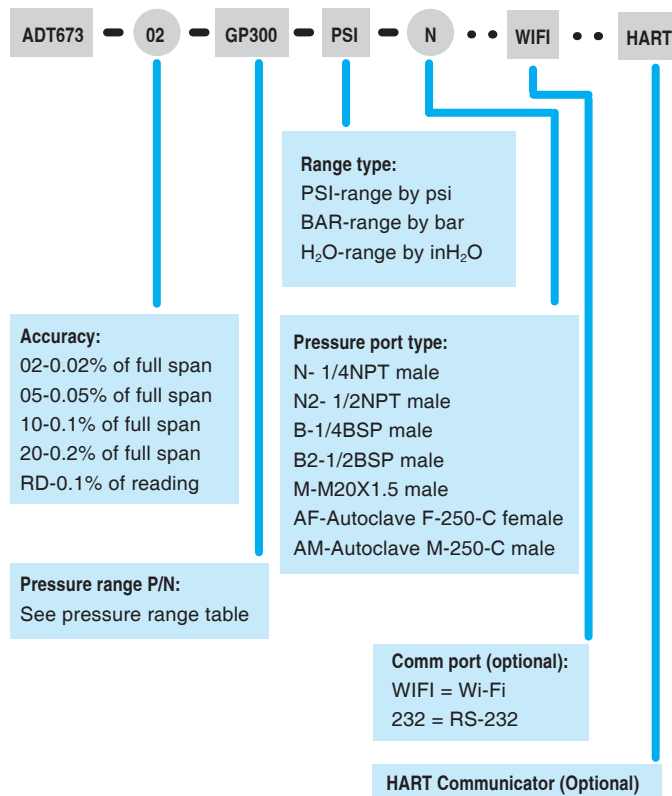 ADT673 – 02 – GP300 – PSI – N • • WIFI • • HART
Range type:
PSI-range by psi
BAR-range by bar
H₂O-range by inH₂O
Accuracy:
02-0.02% of full span
05-0.05% of full span
10-0.1% of full span
20-0.2% of full span
RD-0.1% of reading
Pressure port type:
N- 1/4NPT male
N2- 1/2NPT male
B-1/4BSP male
B2-1/2BSP male
M-M20X1.5 male
AF-Autoclave F-250-C female
AM-Autoclave M-250-C male
Pressure range P/N:
See pressure range table
Comm port (optional):
WIFI = Wi-Fi
232 = RS-232
HART Communicator (Optional)